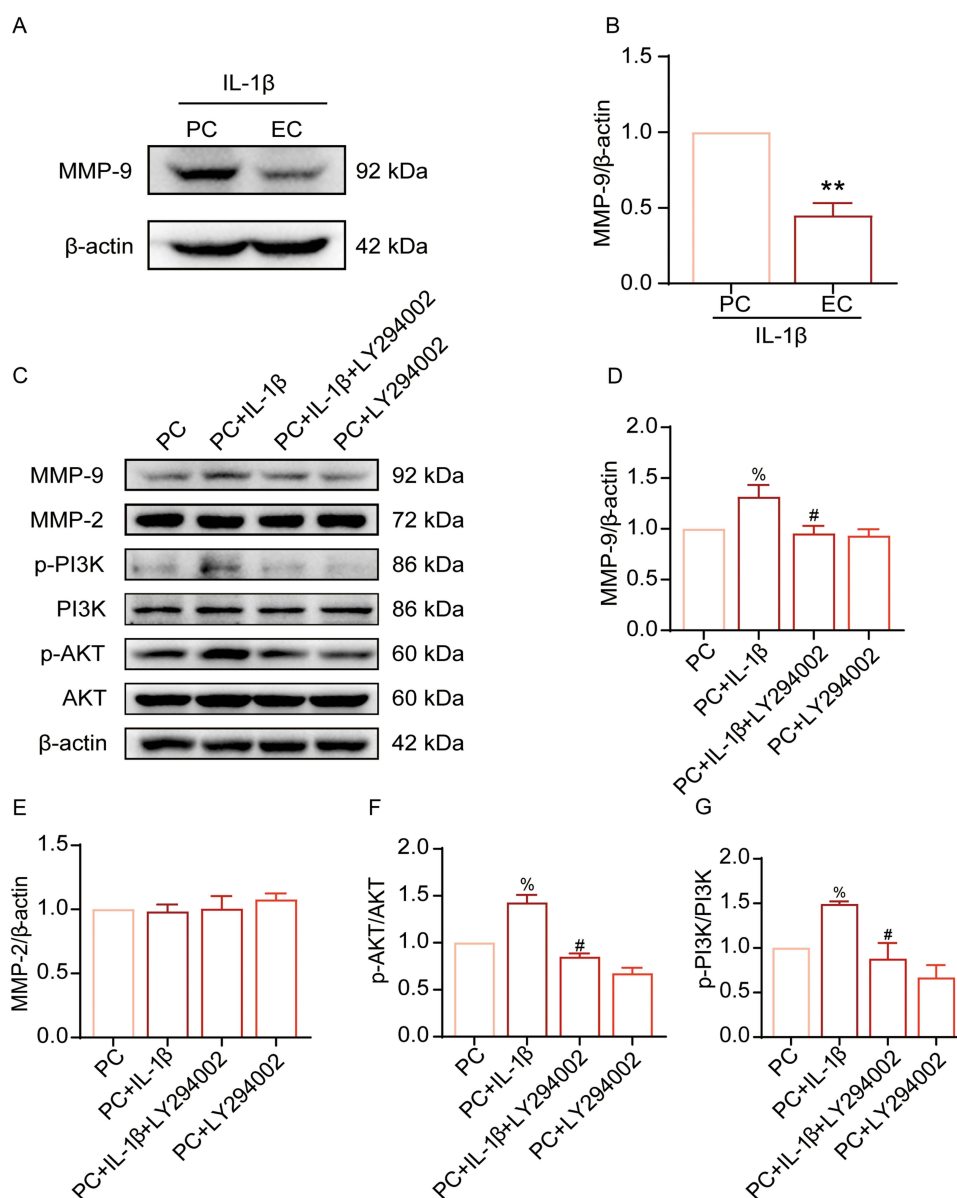 A
IL-1β
PC EC
MMP-9 92 kDa
β-actin 42 kDa
B
MMP-9/β-actin
1.5
1.0
0.5
0.0
**
PC EC
IL-1β
C
PC PC+IL-1β PC+IL-1β+LY294002 PC+LY294002
MMP-9 92 kDa
MMP-2 72 kDa
p-PI3K 86 kDa
PI3K 86 kDa
p-AKT 60 kDa
AKT 60 kDa
β-actin 42 kDa
D
MMP-9/β-actin
2.0
1.5
1.0
0.5
0.0
%
#
PC PC+IL-1β PC+IL-1β+LY294002 PC+LY294002
E
MMP-2/β-actin
1.5
1.0
0.5
0.0
PC PC+IL-1β PC+IL-1β+LY294002 PC+LY294002
F
p-AKT/AKT
2.0
1.5
1.0
0.5
0.0
%
#
PC PC+IL-1β PC+IL-1β+LY294002 PC+LY294002
G
p-PI3K/PI3K
2.0
1.5
1.0
0.5
0.0
%
#
PC PC+IL-1β PC+IL-1β+LY294002 PC+LY294002